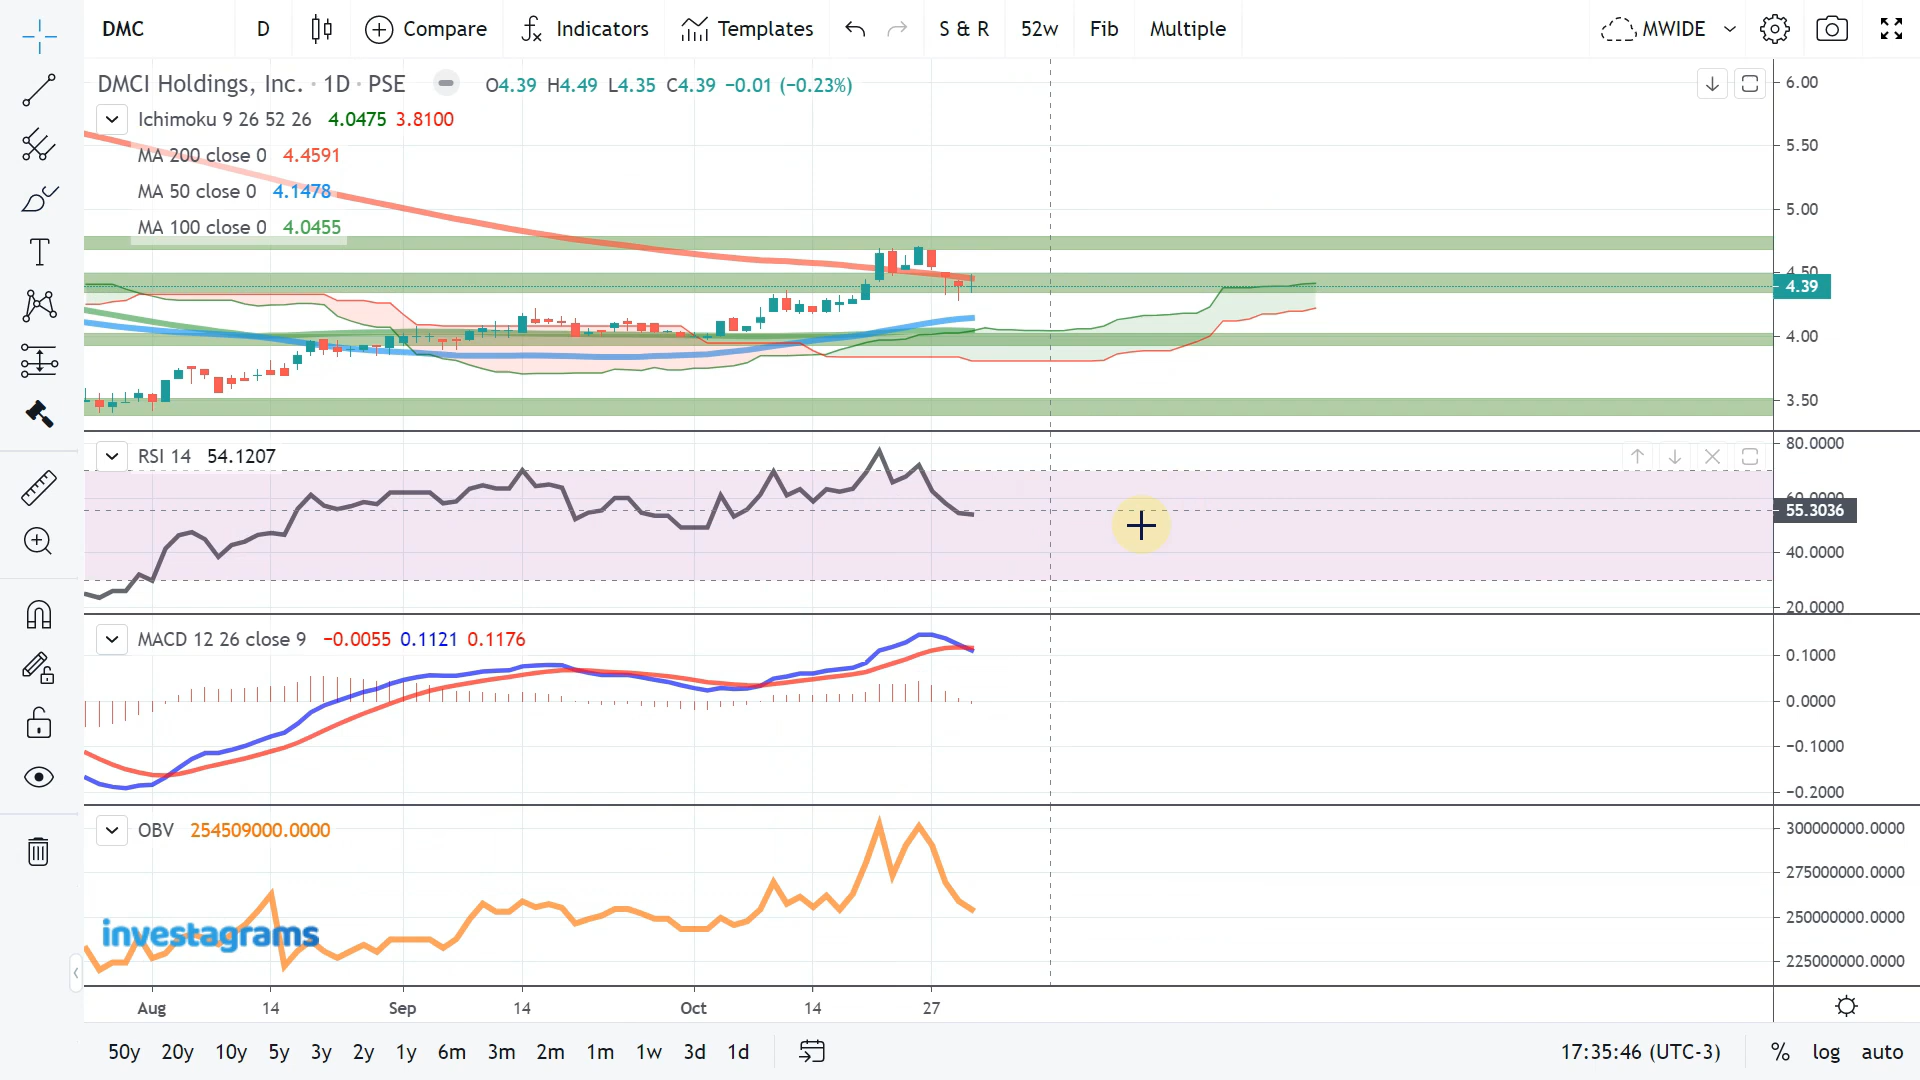 DMC D Compare Indicators Templates S & R 52w Fib Multiple MWIDE
DMCI Holdings, Inc. · 1D · PSE O4.39 H4.49 L4.35 C4.39 −0.01 (−0.23%)
Ichimoku 9 26 52 26 4.0475 3.8100
MA 200 close 0 4.4591
MA 50 close 0 4.1478
MA 100 close 0 4.0455
6.00
5.50
5.00
4.50
4.39
4.00
3.50
RSI 14 54.1207
80.0000
60.0000
55.3036
40.0000
20.0000
MACD 12 26 close 9 −0.0055 0.1121 0.1176
0.1000
0.0000
−0.1000
−0.2000
OBV 254509000.0000
300000000.0000
275000000.0000
250000000.0000
225000000.0000
investagrams
Aug 14 Sep 14 Oct 14 27
50y 20y 10y 5y 3y 2y 1y 6m 3m 2m 1m 1w 3d 1d 17:35:46 (UTC-3) % log auto